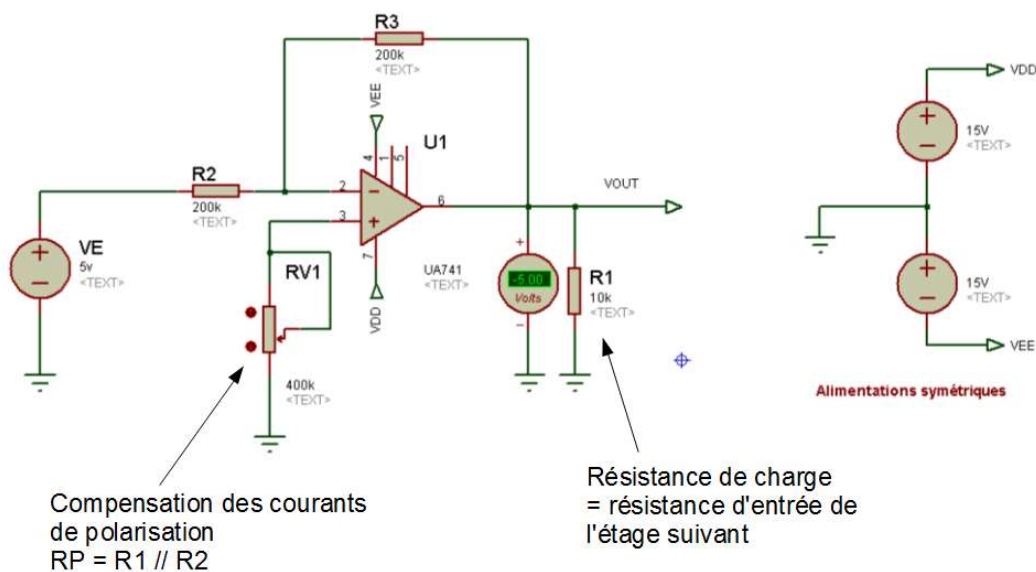 R3
200k
<TEXT>
VEE
U1
4
1
5
R2
200k
<TEXT>
2
3
6
7
VOUT
VE
5v
<TEXT>
RV1
400k
<TEXT>
VDD
UA741
<TEXT>
-5.00
Volts
R1
10k
<TEXT>
VDD
15V
<TEXT>
15V
<TEXT>
VEE
Alimentations symétriques
Compensation des courants
de polarisation
RP = R1 // R2
Résistance de charge
= résistance d'entrée de
l'étage suivant